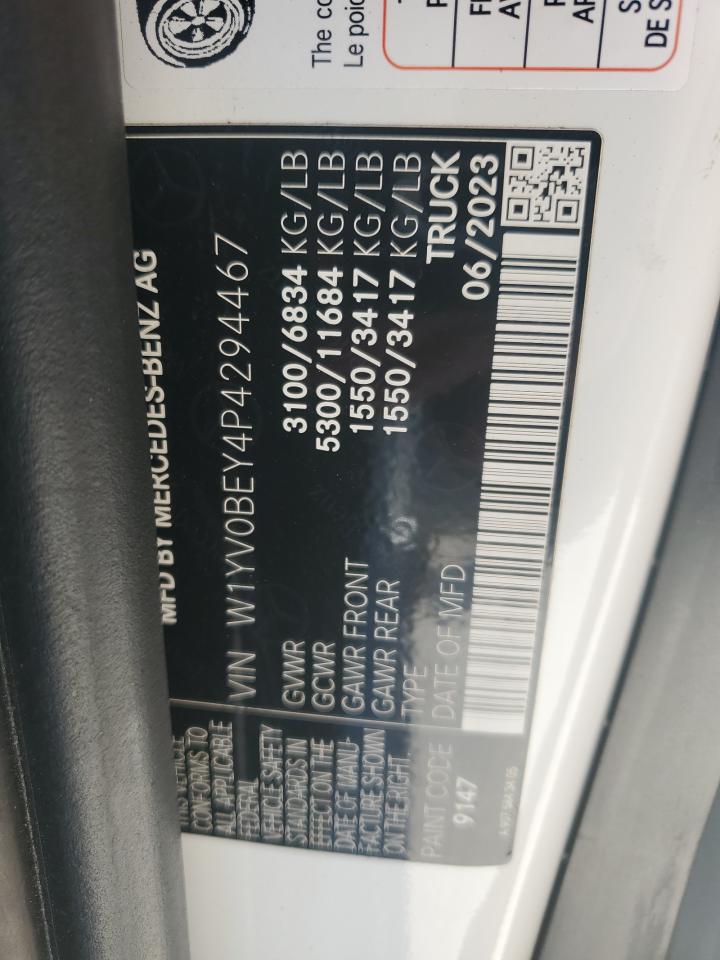 MFD BY MERCEDES-BENZ AG
VIN W1YV0BEY4P4294467
GVWR 3100/6834 KG/LB
GCWR 5300/11684 KG/LB
GAWR FRONT 1550/3417 KG/LB
GAWR REAR 1550/3417 KG/LB
TYPE TRUCK
DATE OF MFD 06/2023
VEHICLE
CONFORMS TO
ALL APPLICABLE
FEDERAL
VEHICLE SAFETY
STANDARDS IN
EFFECT ON THE
DATE OF MANU-
FACTURE SHOWN
ON THE RIGHT.
PAINT CODE
9147
The co
Le poid
DE S